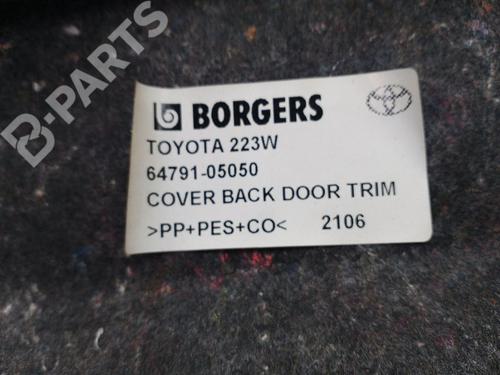 B-PARTS
BORGERS
TOYOTA 223W
64791-05050
COVER BACK DOOR TRIM
>PP+PES+CO< 2106